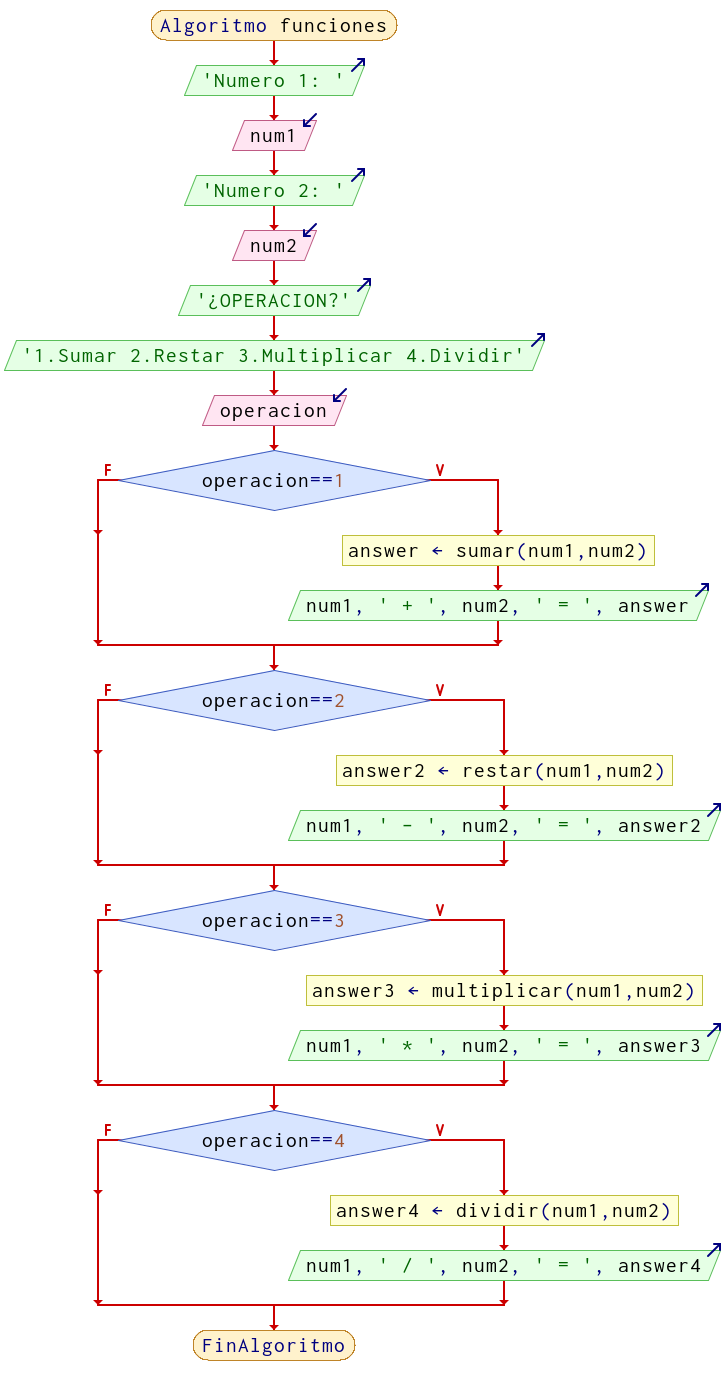 Algoritmo funciones
'Numero 1: '
num1
'Numero 2: '
num2
'¿OPERACION?'
'1.Sumar 2.Restar 3.Multiplicar 4.Dividir'
operacion
F
operacion==1
V
answer ← sumar(num1,num2)
num1, ' + ', num2, ' = ', answer
F
operacion==2
V
answer2 ← restar(num1,num2)
num1, ' - ', num2, ' = ', answer2
F
operacion==3
V
answer3 ← multiplicar(num1,num2)
num1, ' * ', num2, ' = ', answer3
F
operacion==4
V
answer4 ← dividir(num1,num2)
num1, ' / ', num2, ' = ', answer4
FinAlgoritmo